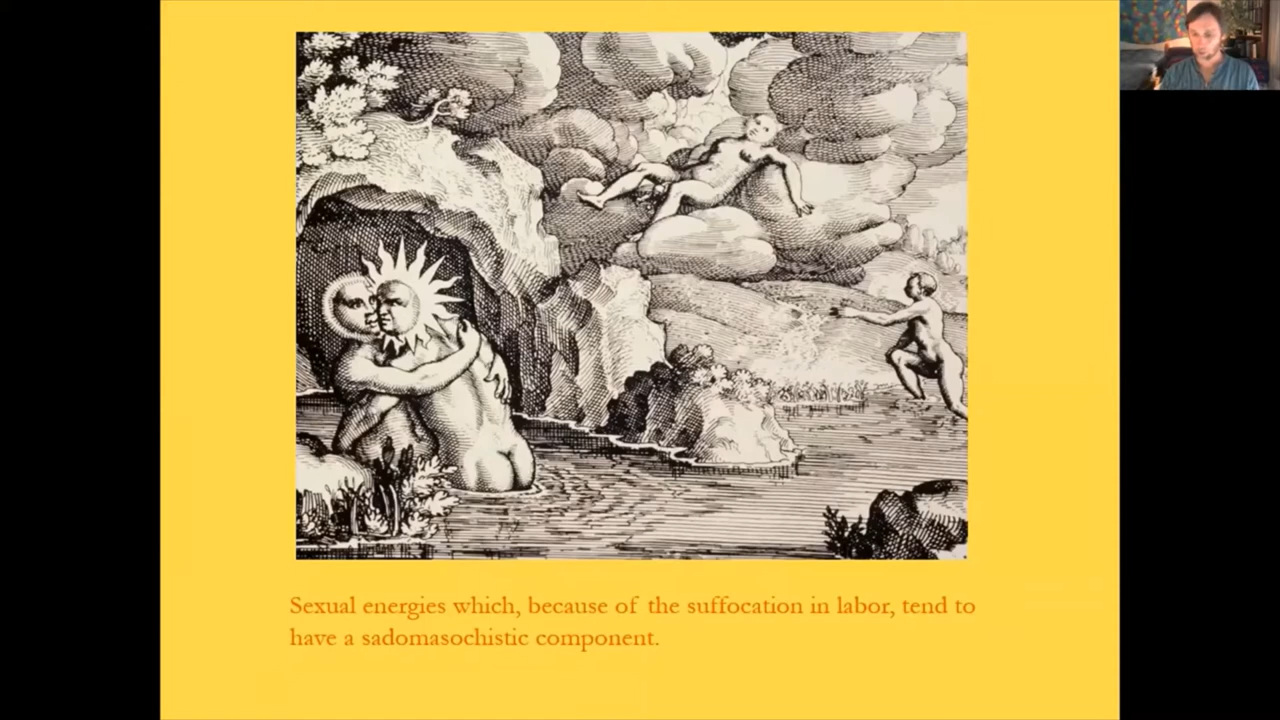 Sexual energies which, because of the suffocation in labor, tend to
have a sadomasochistic component.